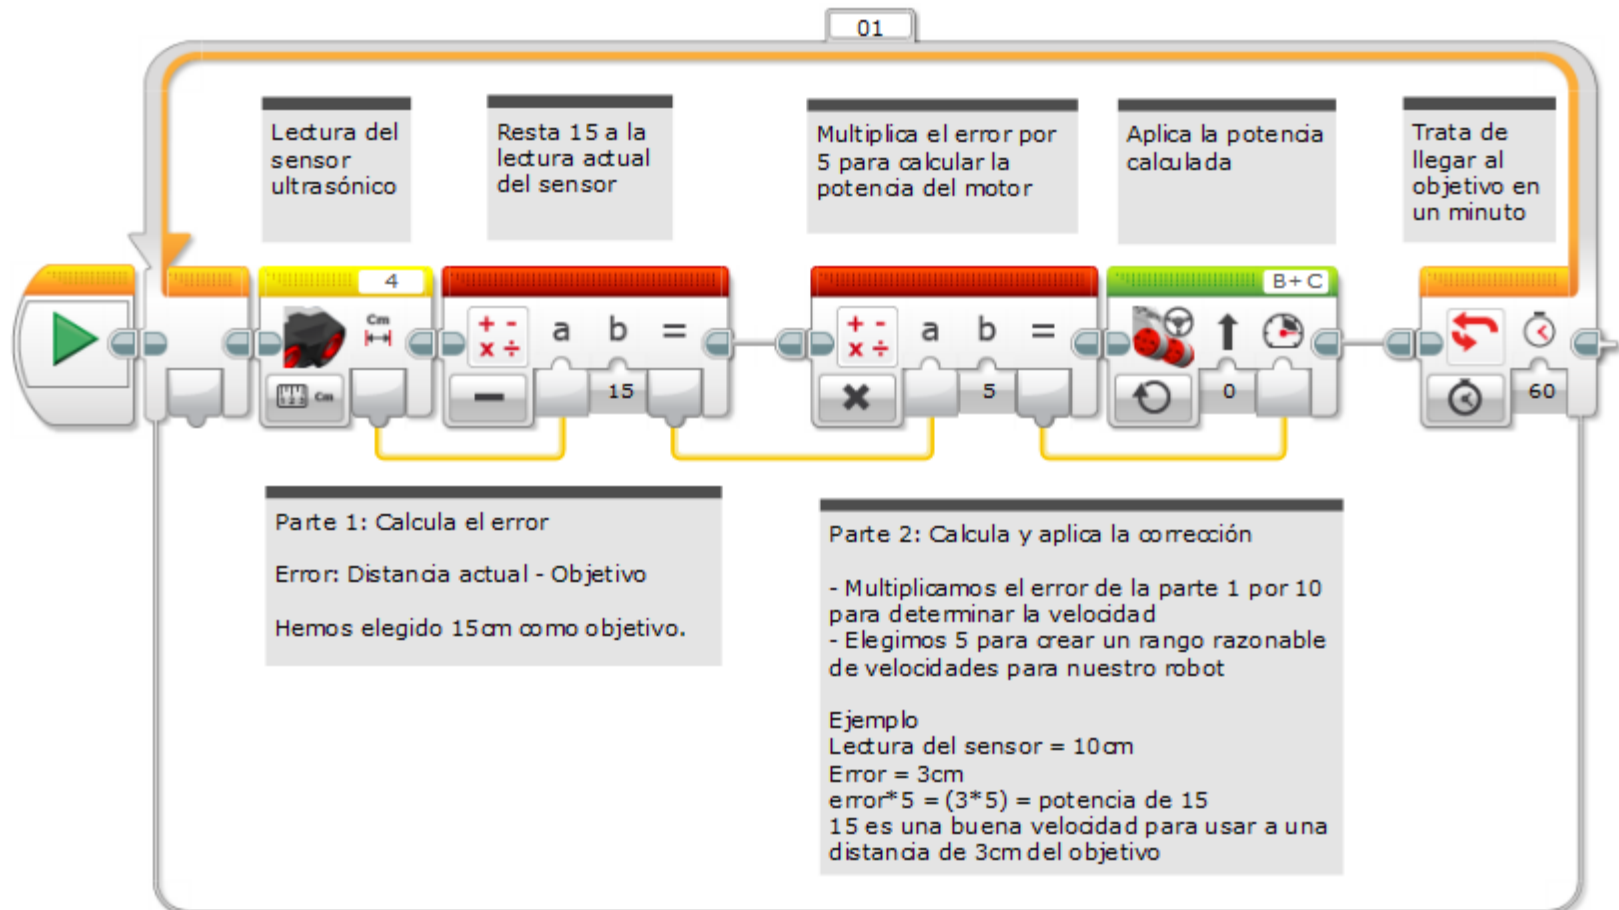 01
Lectura del
sensor
ultrasónico
Resta 15 a la
lectura actual
del sensor
Multiplica el error por
5 para calcular la
potencia del motor
Aplica la potencia
calculada
Trata de
llegar al
objetivo en
un minuto
4
B+C
Cm
+ -
x ÷
a b =
+ -
x ÷
a b =
1 2 3 Cm
15
5
0
60
Parte 1: Calcula el error
Error: Distancia actual - Objetivo
Hemos elegido 15cm como objetivo.
Parte 2: Calcula y aplica la corrección
- Multiplicamos el error de la parte 1 por 10
para determinar la velocidad
- Elegimos 5 para crear un rango razonable
de velocidades para nuestro robot
Ejemplo
Lectura del sensor = 10cm
Error = 3cm
error*5 = (3*5) = potencia de 15
15 es una buena velocidad para usar a una
distancia de 3cm del objetivo